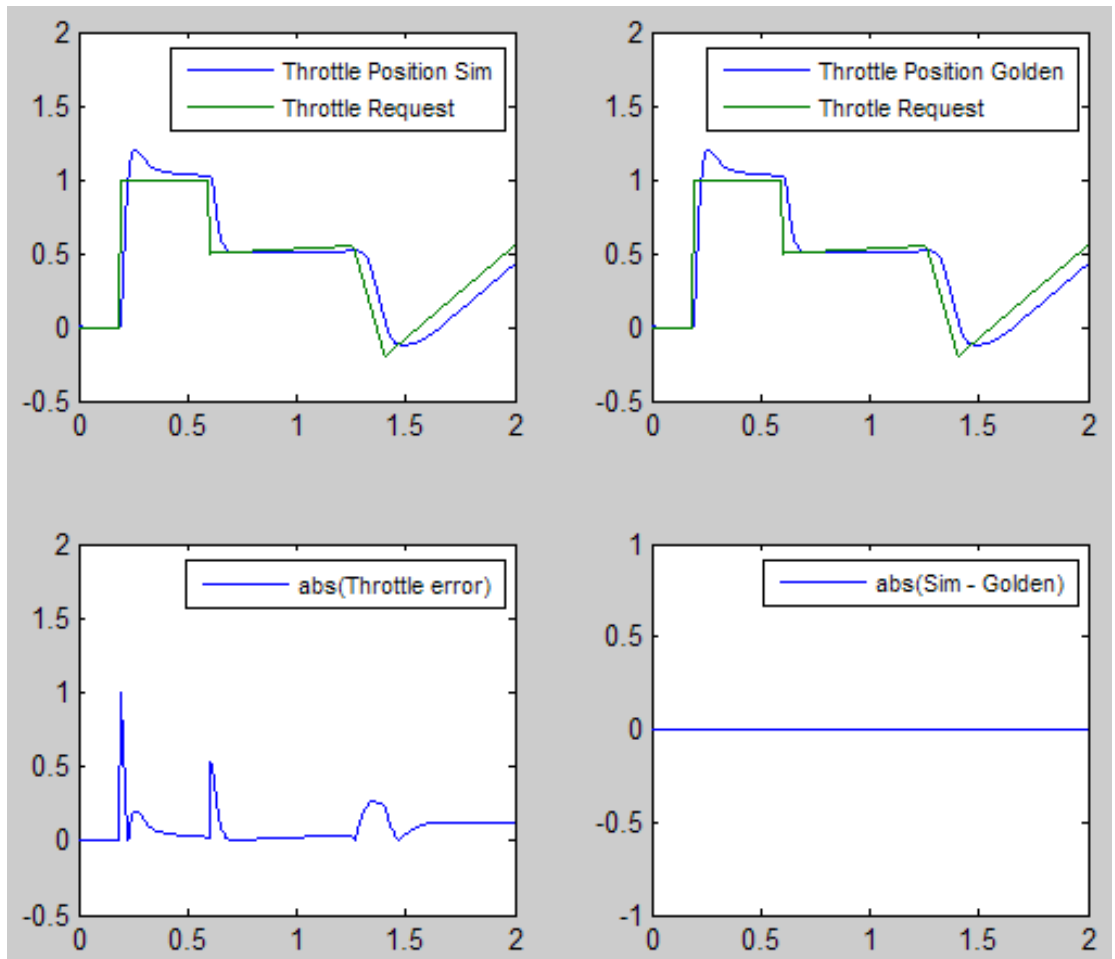 2
Throttle Position Sim
Throttle Request
1.5
1
0.5
0
-0.5
0 0.5 1 1.5 2
2
Throttle Position Golden
Throtle Request
1.5
1
0.5
0
-0.5
0 0.5 1 1.5 2
2
abs(Throttle error)
1.5
1
0.5
0
-0.5
0 0.5 1 1.5 2
1
abs(Sim - Golden)
0.5
0
-0.5
-1
0 0.5 1 1.5 2